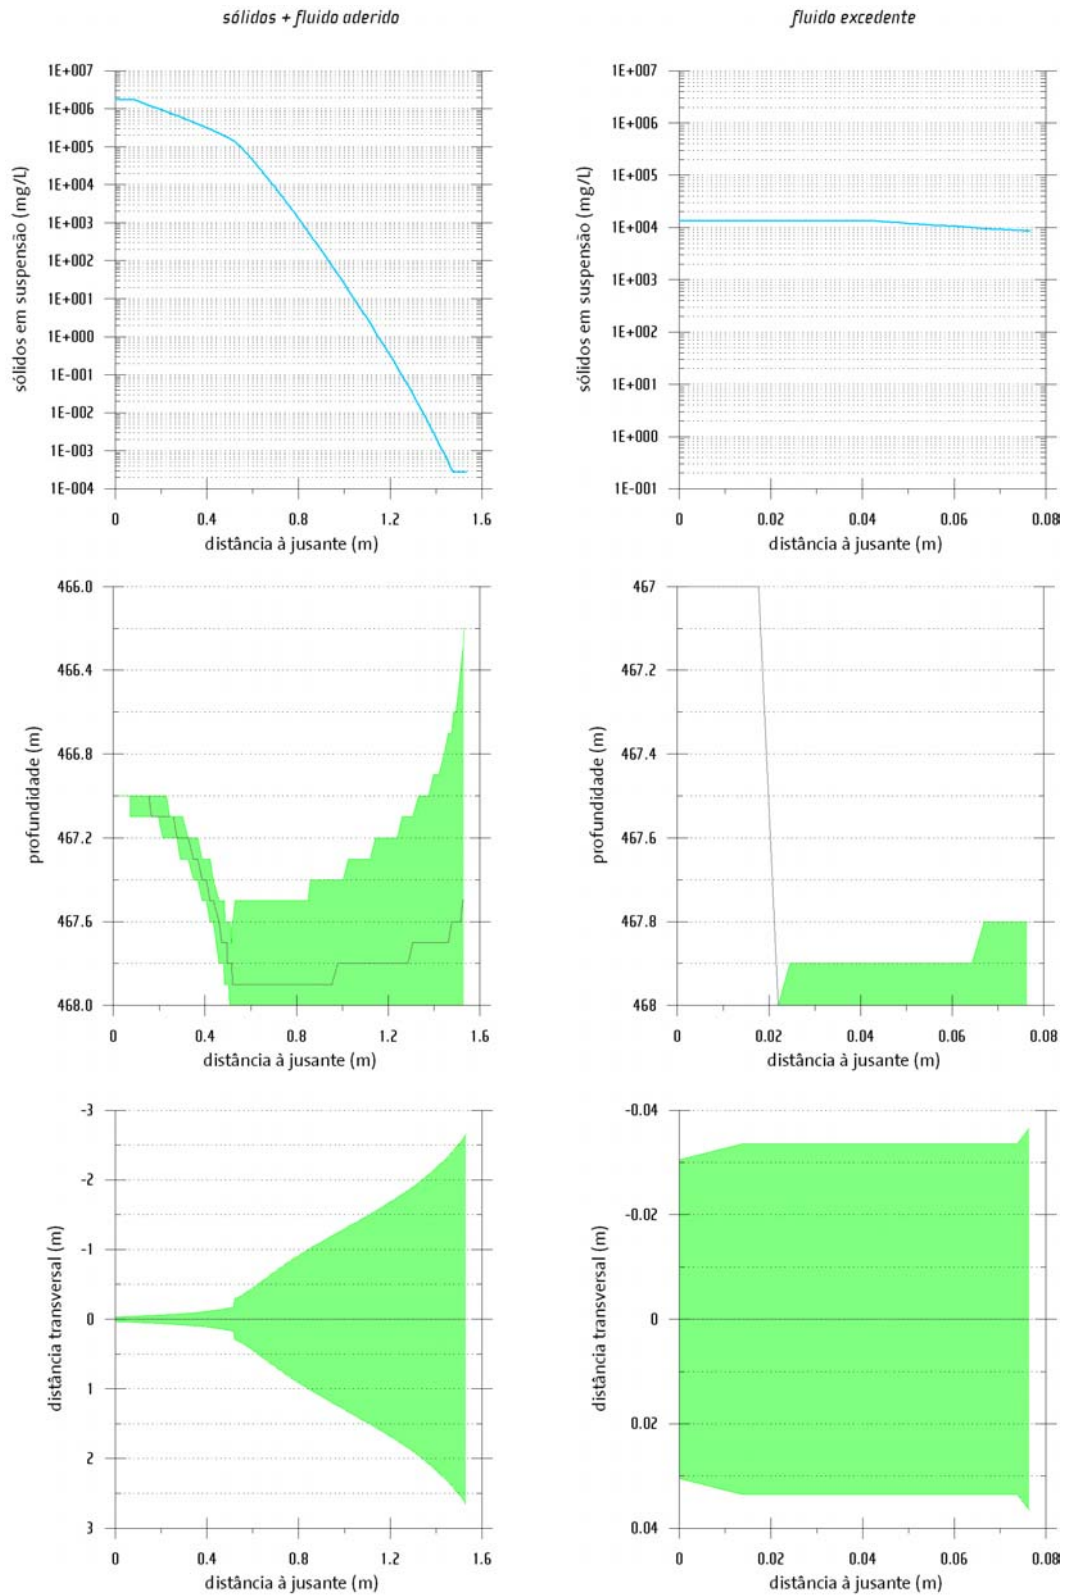 sólidos + fluido aderido
fluido excedente
1E+007
1E+006
1E+005
1E+004
1E+003
1E+002
1E+001
1E+000
1E-001
1E-002
1E-003
1E-004
sólidos em suspensão (mg/L)
0 0.4 0.8 1.2 1.6
distância à jusante (m)
1E+007
1E+006
1E+005
1E+004
1E+003
1E+002
1E+001
1E+000
1E-001
sólidos em suspensão (mg/L)
0 0.02 0.04 0.06 0.08
distância à jusante (m)
466.0
466.4
466.8
467.2
467.6
468.0
profundidade (m)
0 0.4 0.8 1.2 1.6
distância à jusante (m)
467
467.2
467.4
467.6
467.8
468
profundidade (m)
0 0.02 0.04 0.06 0.08
distância à jusante (m)
-3
-2
-1
0
1
2
3
distância transversal (m)
0 0.4 0.8 1.2 1.6
distância à jusante (m)
-0.04
-0.02
0
0.02
0.04
distância transversal (m)
0 0.02 0.04 0.06 0.08
distância à jusante (m)